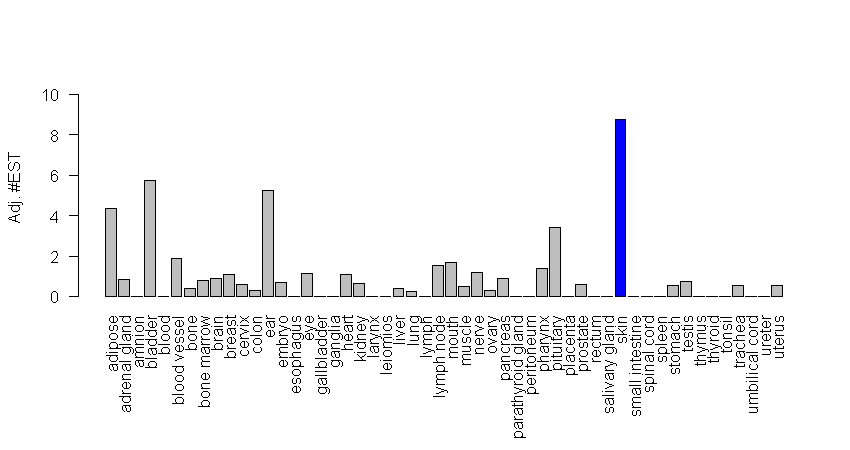 10
8
6
4
2
0
Adj. #EST
adipose
adrenal gland
amnion
bladder
blood
blood vessel
bone
bone marrow
brain
breast
cervix
colon
ear
embryo
esophagus
eye
gallbladder
ganglia
heart
kidney
larynx
leiomios
liver
lung
lymph
lymph node
mouth
muscle
nerve
ovary
pancreas
parathyroid gland
peritoneum
pharynx
pituitary
placenta
prostate
rectum
salivary gland
skin
small intestine
spinal cord
spleen
stomach
testis
thymus
thyroid
tonsil
trachea
umbilical cord
ureter
uterus